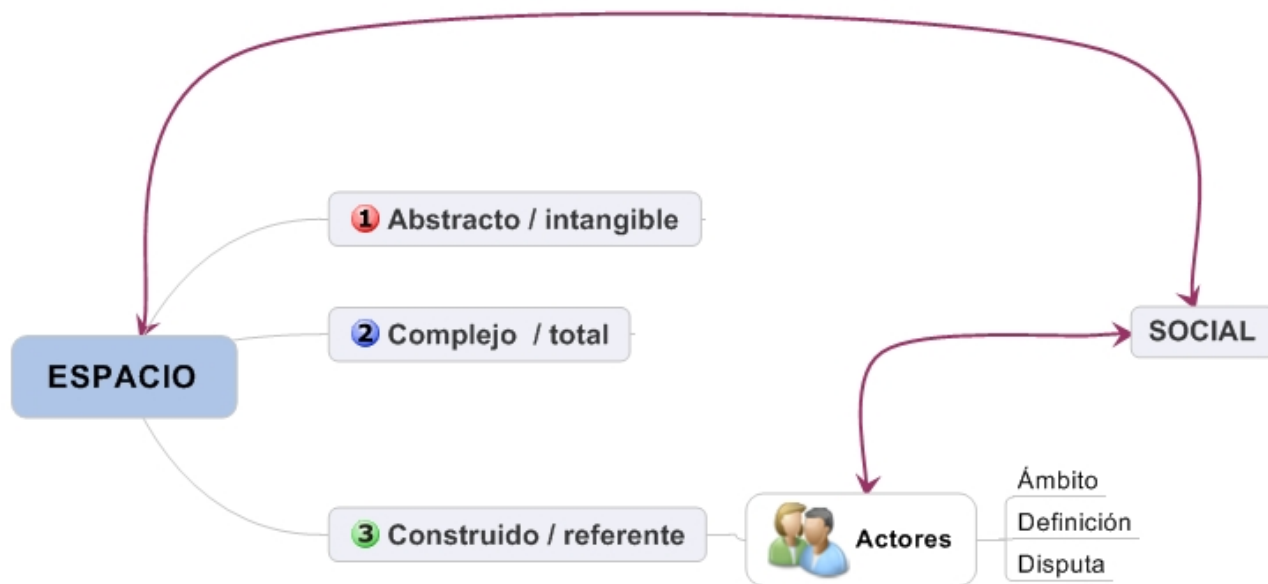 1 Abstracto / intangible
2 Complejo / total
SOCIAL
ESPACIO
3 Construido / referente
Actores
Ámbito
Definición
Disputa